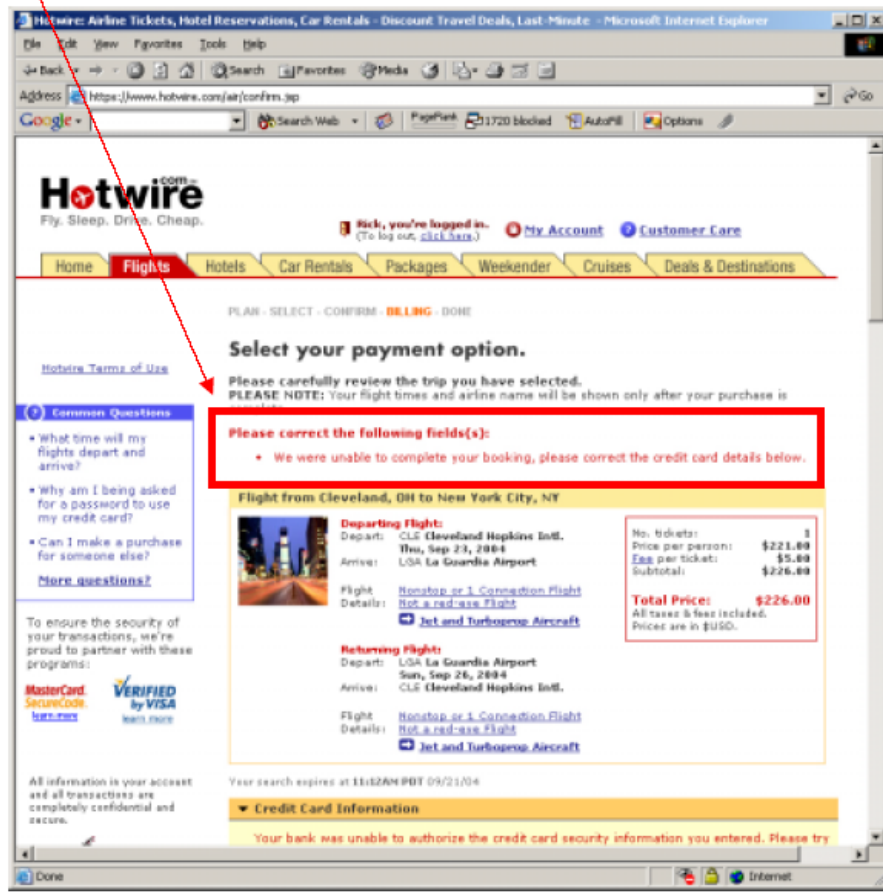 Hotwire: Airline Tickets, Hotel Reservations, Car Rentals - Discount Travel Deals, Last-Minute - Microsoft Internet Explorer
File Edit View Favorites Tools Help
Back Search Favorites Media
Address https://www.hotwire.com/air/confirm.jsp Go
Google Search Web PageRank 1720 blocked AutoFill Options
Hotwire.com
Fly. Sleep. Drive. Cheap.
Rick, you're logged in.
(To log out, click here.)
My Account Customer Care
Home Flights Hotels Car Rentals Packages Weekender Cruises Deals & Destinations
PLAN - SELECT - CONFIRM - BILLING - DONE
Select your payment option.
Please carefully review the trip you have selected.
PLEASE NOTE: Your flight times and airline name will be shown only after your purchase is
Please correct the following fields(s):
• We were unable to complete your booking, please correct the credit card details below.
Flight from Cleveland, OH to New York City, NY
Departing Flight:
Depart: CLE Cleveland Hopkins Intl.
Thu, Sep 23, 2004
Arrive: LGA La Guardia Airport
Flight Details: Nonstop or 1 Connection Flight
Not a red-eye Flight
Jet and Turboprop Aircraft
Returning Flight:
Depart: LGA La Guardia Airport
Sun, Sep 26, 2004
Arrive: CLE Cleveland Hopkins Intl.
Flight Details: Nonstop or 1 Connection Flight
Not a red-eye Flight
Jet and Turboprop Aircraft
No. tickets: 1
Price per person: $221.00
Fee per ticket: $5.00
Subtotal: $226.00
Total Price: $226.00
All taxes & fees included.
Prices are in $USD.
Your search expires at 11:12AM PDT 09/21/04
Credit Card Information
Your bank was unable to authorize the credit card security information you entered. Please try
Hotwire Terms of Use
? Common Questions
• What time will my
flights depart and
arrive?
• Why am I being asked
for a password to use
my credit card?
• Can I make a purchase
for someone else?
More questions?
To ensure the security of
your transactions, we're
proud to partner with these
programs:
MasterCard.
SecureCode.
learn more
VERIFIED
by VISA
learn more
All information in your account
and all transactions are
completely confidential and
secure.
Done Internet